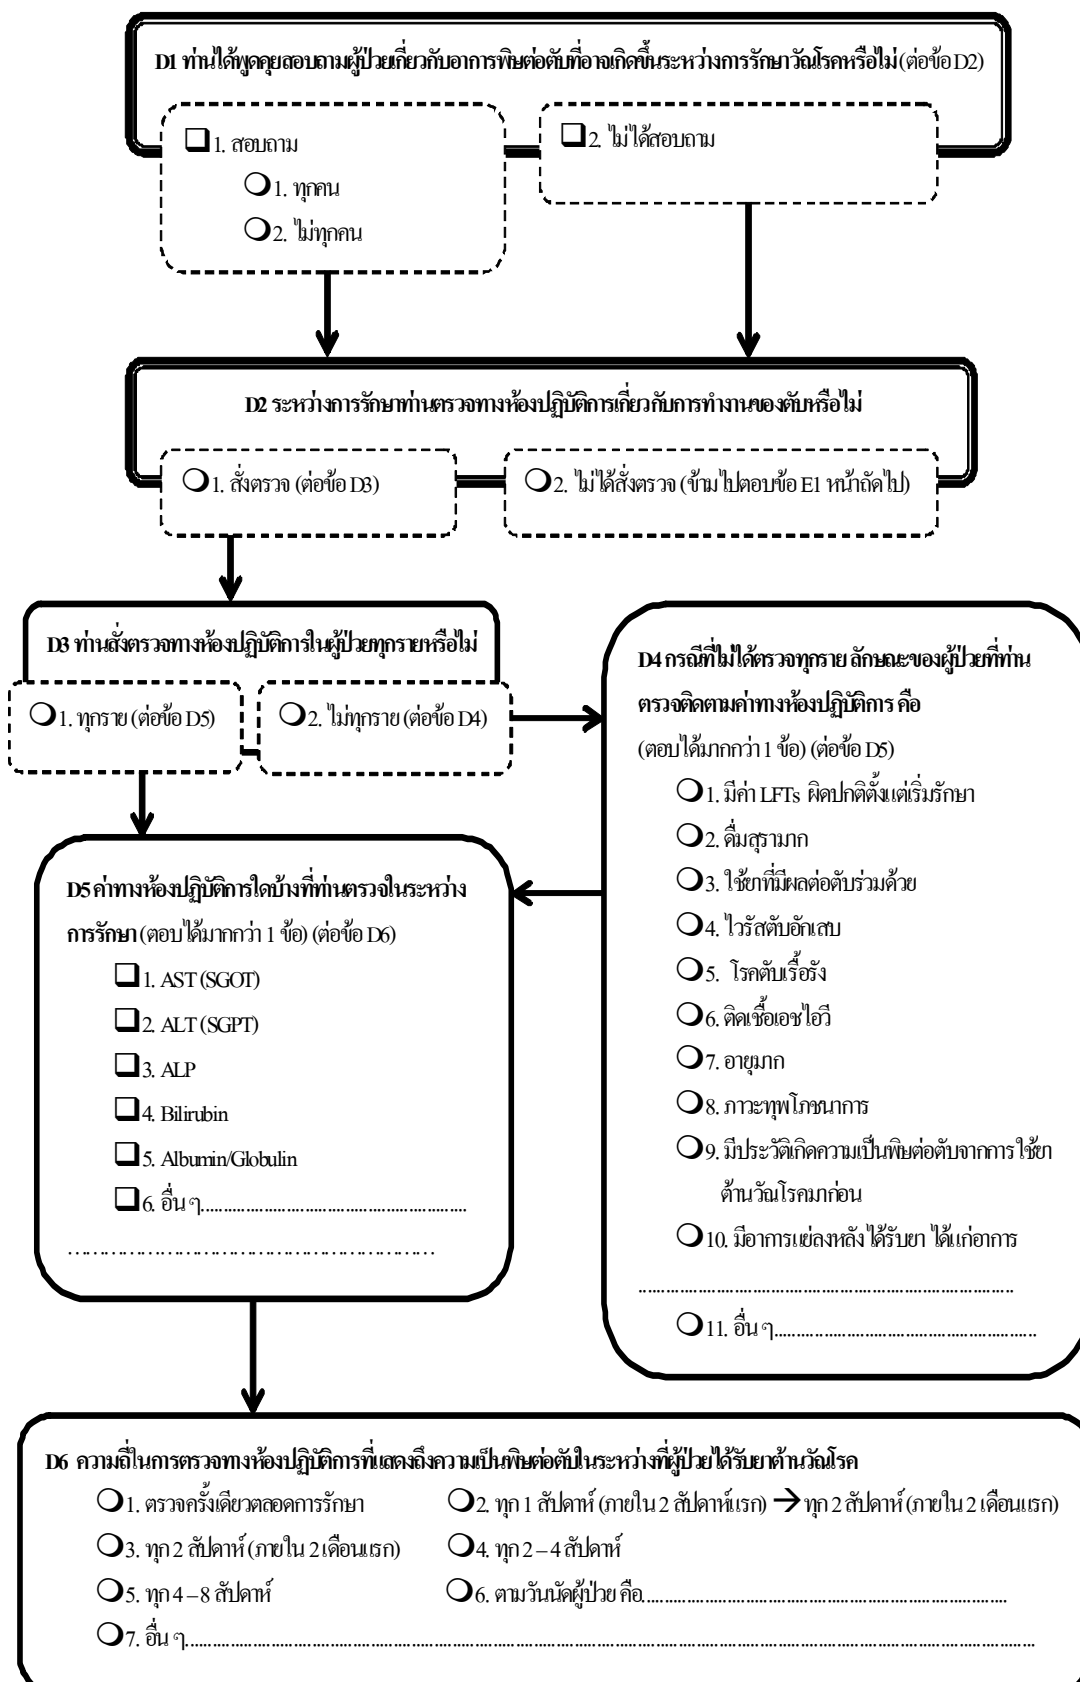 D1 ท่านได้พูดคุยสอบถามผู้ป่วยเกี่ยวกับอาการพิษต่อตับที่อาจเกิดขึ้นระหว่างการรักษาวัณโรคหรือไม่ (ต่อข้อ D2)
1. สอบถาม
1. ทุกคน
2. ไม่ทุกคน
2. ไม่ได้สอบถาม
D2 ระหว่างการรักษาท่านตรวจทางห้องปฏิบัติการเกี่ยวกับการทำงานของตับหรือไม่
1. สั่งตรวจ (ต่อข้อ D3)
2. ไม่ได้สั่งตรวจ (ข้ามไปตอบข้อ E1 หน้าถัดไป)
D3 ท่านสั่งตรวจทางห้องปฏิบัติการในผู้ป่วยทุกรายหรือไม่
1. ทุกราย (ต่อข้อ D5)
2. ไม่ทุกราย (ต่อข้อ D4)
D4 กรณีที่ไม่ได้ตรวจทุกราย ลักษณะของผู้ป่วยที่ท่าน
ตรวจติดตามค่าทางห้องปฏิบัติการ คือ
(ตอบได้มากกว่า 1 ข้อ) (ต่อข้อ D5)
1. มีค่า LFTs ผิดปกติตั้งแต่เริ่มรักษา
2. ดื่มสุรามาก
3. ใช้ยาที่มีผลต่อตับร่วมด้วย
4. ไวรัสตับอักเสบ
5. โรคตับเรื้อรัง
6. ติดเชื้อเอชไอวี
7. อายุมาก
8. ภาวะทุพโภชนาการ
9. มีประวัติเกิดความเป็นพิษต่อตับจากการใช้ยา
ต้านวัณโรคมาก่อน
10. มีอาการแย่ลงหลังได้รับยา ได้แก่อาการ
..................................................................................
11. อื่น ๆ..........................................................
D5 ค่าทางห้องปฏิบัติการใดบ้างที่ท่านตรวจในระหว่าง
การรักษา (ตอบได้มากกว่า 1 ข้อ) (ต่อข้อ D6)
1. AST (SGOT)
2. ALT (SGPT)
3. ALP
4. Bilirubin
5. Albumin/Globulin
6. อื่น ๆ...........................................................
……………………………………………………
D6 ความถี่ในการตรวจทางห้องปฏิบัติการที่แสดงถึงความเป็นพิษต่อตับในระหว่างที่ผู้ป่วยได้รับยาต้านวัณโรค
1. ตรวจครั้งเดียวตลอดการรักษา
2. ทุก 1 สัปดาห์ (ภายใน 2 สัปดาห์แรก) → ทุก 2 สัปดาห์ (ภายใน 2 เดือนแรก)
3. ทุก 2 สัปดาห์ (ภายใน 2 เดือนแรก)
4. ทุก 2 – 4 สัปดาห์
5. ทุก 4 – 8 สัปดาห์
6. ตามวันนัดผู้ป่วย คือ................................................................................
7. อื่น ๆ..........................................................................................................................................................................................